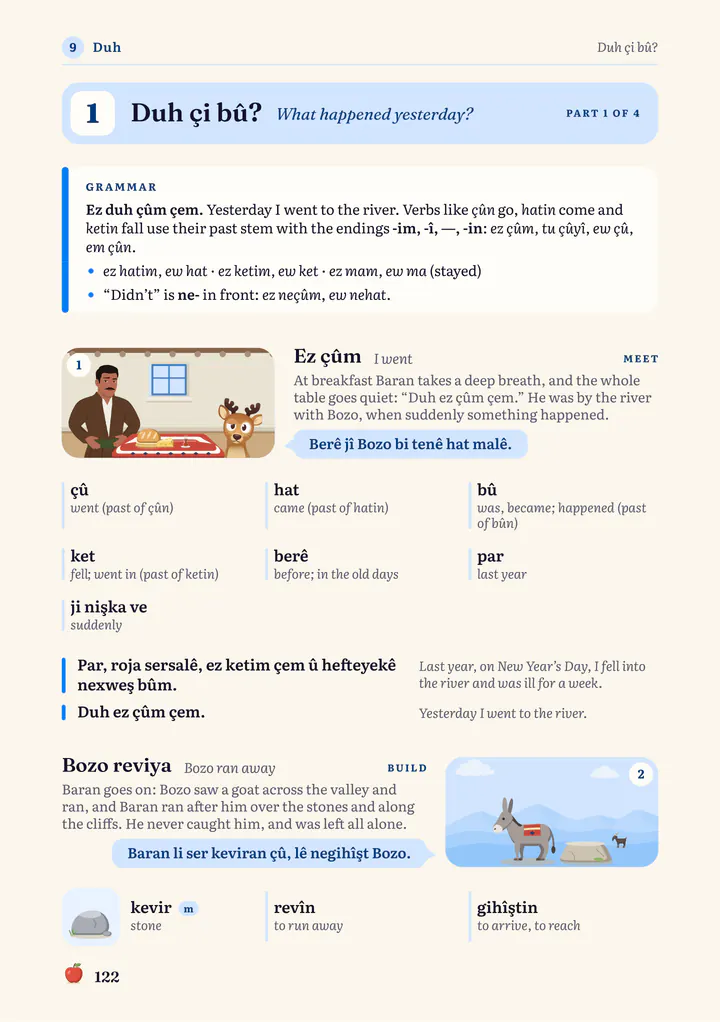 9 Duh
Duh çi bû?
1 Duh çi bû? What happened yesterday? PART 1 OF 4
GRAMMAR
Ez duh çûm çem. Yesterday I went to the river. Verbs like çûn go, hatin come and
ketin fall use their past stem with the endings -im, -î, —, -in: ez çûm, tu çûyî, ew çû,
em çûn.
• ez hatim, ew hat · ez ketim, ew ket · ez mam, ew ma (stayed)
• “Didn’t” is ne- in front: ez neçûm, ew nehat.
1
Ez çûm I went MEET
At breakfast Baran takes a deep breath, and the whole
table goes quiet: “Duh ez çûm çem.” He was by the river
with Bozo, when suddenly something happened.
Berê jî Bozo bi tenê hat malê.
çû
went (past of çûn)
hat
came (past of hatin)
bû
was, became; happened (past
of bûn)
ket
fell; went in (past of ketin)
berê
before; in the old days
par
last year
ji nişka ve
suddenly
Par, roja sersalê, ez ketim çem û hefteyekê
nexweş bûm.
Last year, on New Year’s Day, I fell into
the river and was ill for a week.
Duh ez çûm çem.
Yesterday I went to the river.
Bozo reviya Bozo ran away BUILD
Baran goes on: Bozo saw a goat across the valley and
ran, and Baran ran after him over the stones and along
the cliffs. He never caught him, and was left all alone.
Baran li ser keviran çû, lê negihîşt Bozo.
2
kevir m
stone
revîn
to run away
gihîştin
to arrive, to reach
122